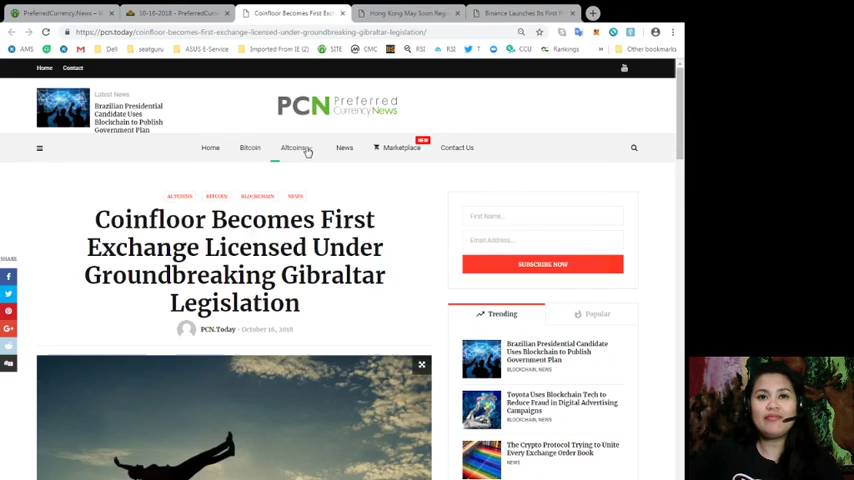 PreferredCurrency.News –
10-16-2018 - PreferredCurr
Coinfloor Becomes First Exc
Hong Kong May Soon Reg
Binance Launches Its First F
https://pcn.today/coinfloor-becomes-first-exchange-licensed-under-groundbreaking-gibraltar-legislation/
AMS
Dell
seatguru
ASUS E-Service
Imported From IE (2)
SITE
CMC
RSI
RSI
CCU
Rankings
Other bookmarks
Home
Contact
Latest News
Brazilian Presidential
Candidate Uses
Blockchain to Publish
Government Plan
PCN Preferred
Currency News
Home
Bitcoin
Altcoins
News
Marketplace
NEW
Contact Us
ALTCOINS
BITCOIN
BLOCKCHAIN
NEWS
Coinfloor Becomes First
Exchange Licensed Under
Groundbreaking Gibraltar
Legislation
PCN.Today - October 16, 2018
SHARE
First Name...
Email Address...
SUBSCRIBE NOW
Trending
Popular
Brazilian Presidential Candidate
Uses Blockchain to Publish
Government Plan
BLOCKCHAIN, NEWS
Toyota Uses Blockchain Tech to
Reduce Fraud in Digital Advertising
Campaigns
BLOCKCHAIN, NEWS
The Crypto Protocol Trying to Unite
Every Exchange Order Book
NEWS